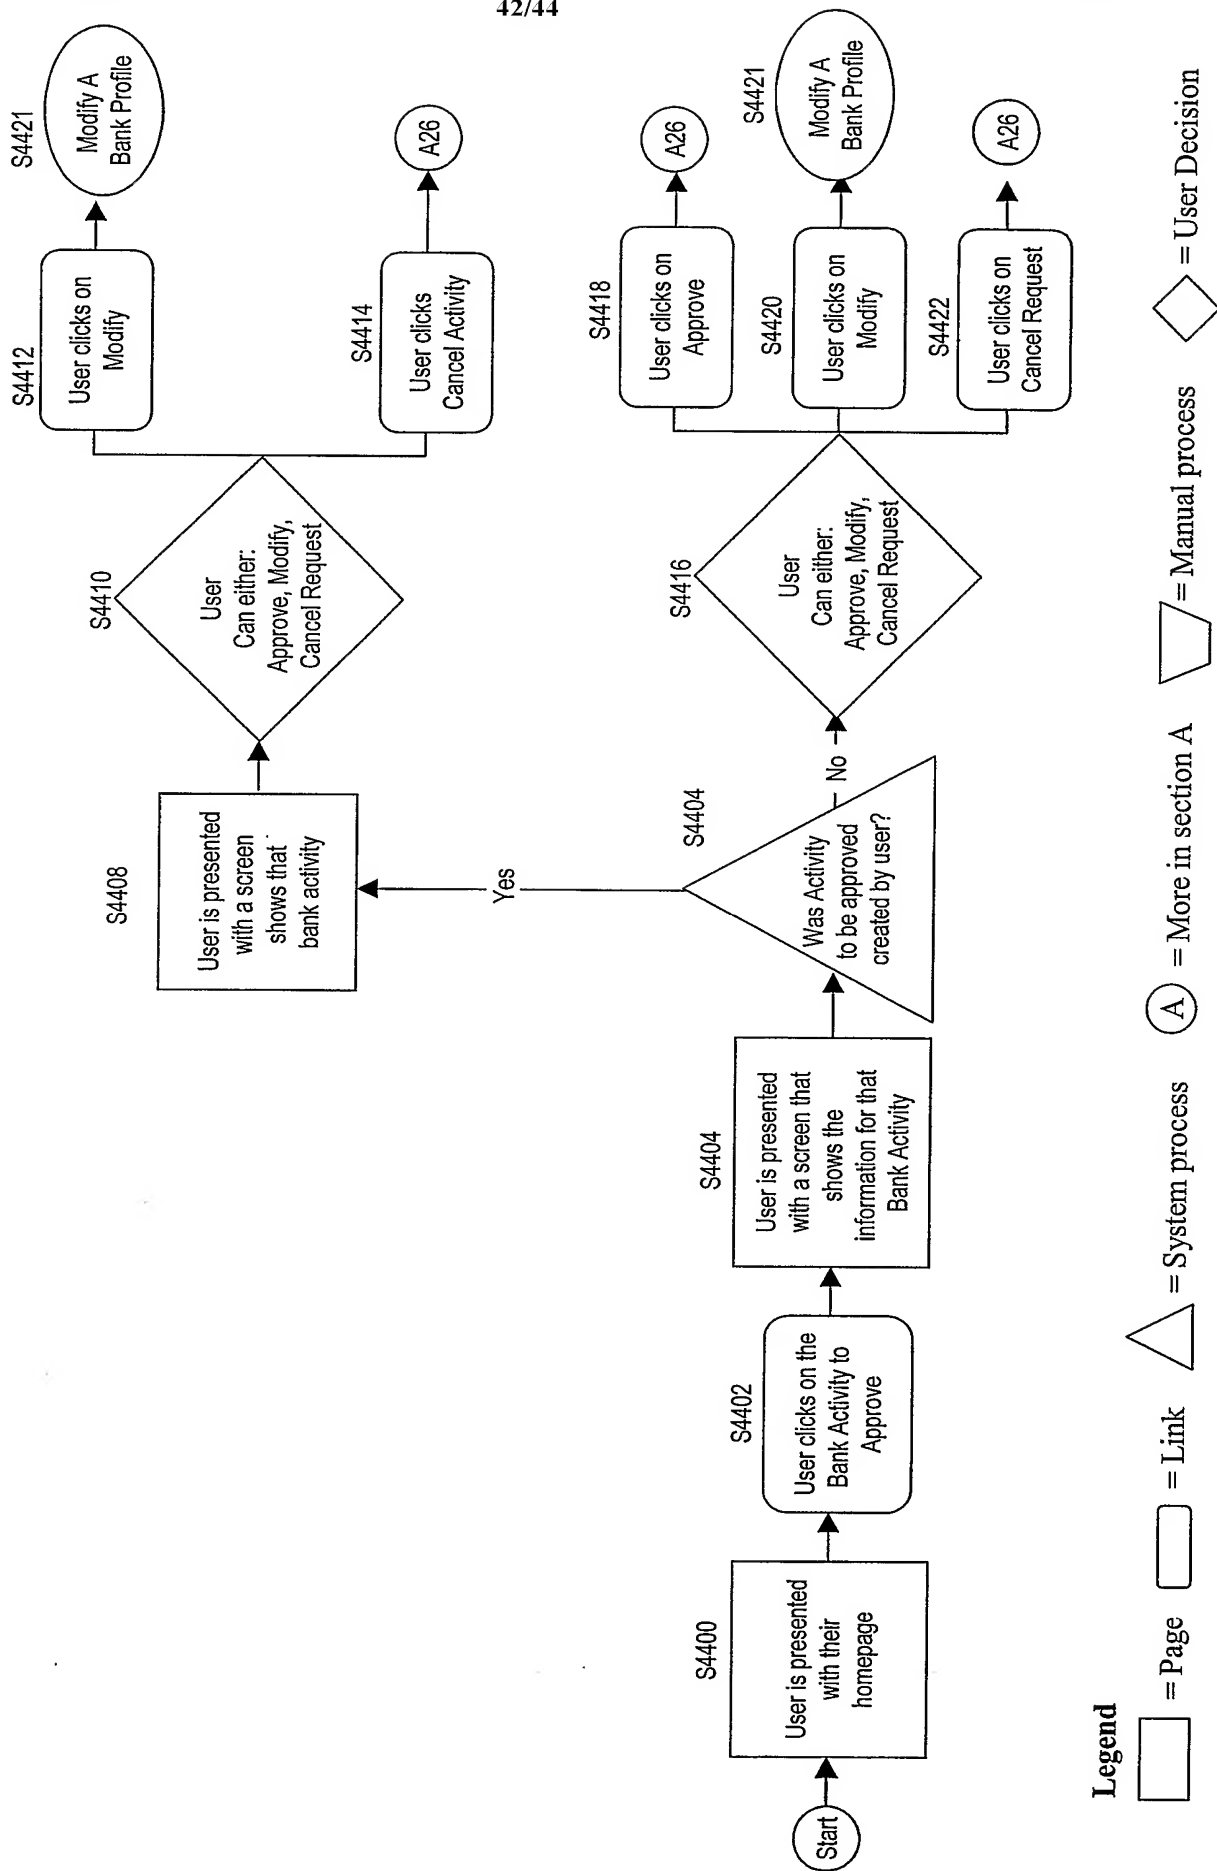 42/44
S4421
Modify A
Bank Profile
S4412
User clicks on
Modify
A26
S4414
User clicks
Cancel Activity
S4410
User
Can either:
Approve, Modify,
Cancel Request
S4408
User is presented
with a screen
shows that
bank activity
Yes
A26
S4418
User clicks on
Approve
S4421
Modify A
Bank Profile
S4420
User clicks on
Modify
A26
S4422
User clicks on
Cancel Request
S4416
User
Can either:
Approve, Modify,
Cancel Request
No
S4404
Was Activity
to be approved
created by user?
S4404
User is presented
with a screen that
shows the
information for that
Bank Activity
S4402
User clicks on the
Bank Activity to
Approve
S4400
User is presented
with their
homepage
Start
Legend
= Page
= Link
= System process
A = More in section A
= Manual process
= User Decision